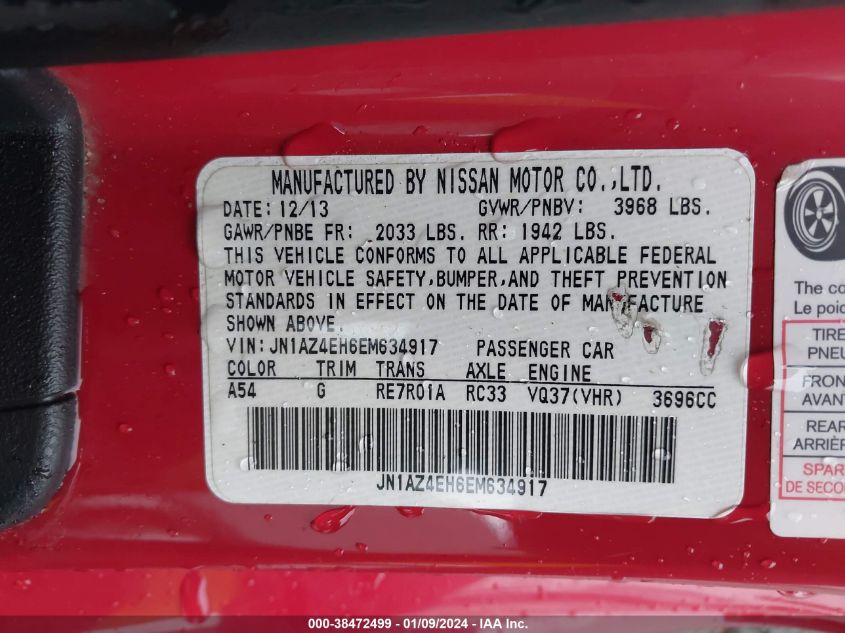 MANUFACTURED BY NISSAN MOTOR CO.,LTD.
DATE: 12/13 GVWR/PNBV: 3968 LBS.
GAWR/PNBE FR: 2033 LBS. RR: 1942 LBS.
THIS VEHICLE CONFORMS TO ALL APPLICABLE FEDERAL
MOTOR VEHICLE SAFETY,BUMPER,AND THEFT PREVENTION
STANDARDS IN EFFECT ON THE DATE OF MANUFACTURE
SHOWN ABOVE.
VIN:JN1AZ4EH6EM634917 PASSENGER CAR
COLOR TRIM TRANS AXLE ENGINE
A54 G RE7R01A RC33 VQ37(VHR) 3696CC
JN1AZ4EH6EM634917
The co
Le poid
TIRE
PNEU
FRON
AVANT
REAR
ARRIÈR
SPAR
DE SECO
000-38472499 - 01/09/2024 - IAA Inc.